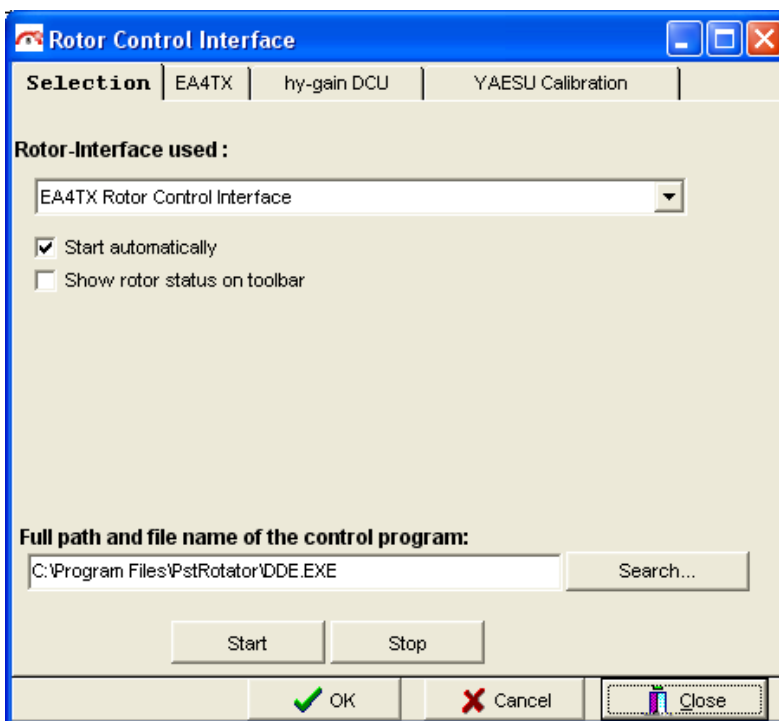 Rotor Control Interface
Selection EA4TX hy-gain DCU YAESU Calibration
Rotor-Interface used :
EA4TX Rotor Control Interface
Start automatically
Show rotor status on toolbar
Full path and file name of the control program:
C:\Program Files\PstRotator\DDE.EXE Search...
Start Stop
OK Cancel Close